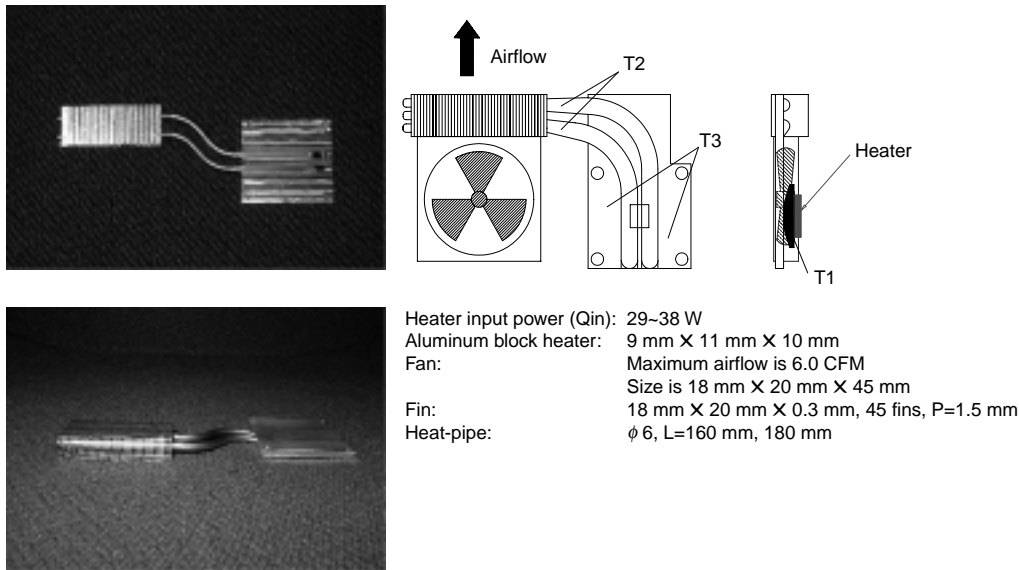 Airflow
T2
T3
Heater
T1
Heater input power (Qin): 29~38 W
Aluminum block heater: 9 mm X 11 mm X 10 mm
Fan: Maximum airflow is 6.0 CFM
Size is 18 mm X 20 mm X 45 mm
Fin: 18 mm X 20 mm X 0.3 mm, 45 fins, P=1.5 mm
Heat-pipe: ϕ 6, L=160 mm, 180 mm